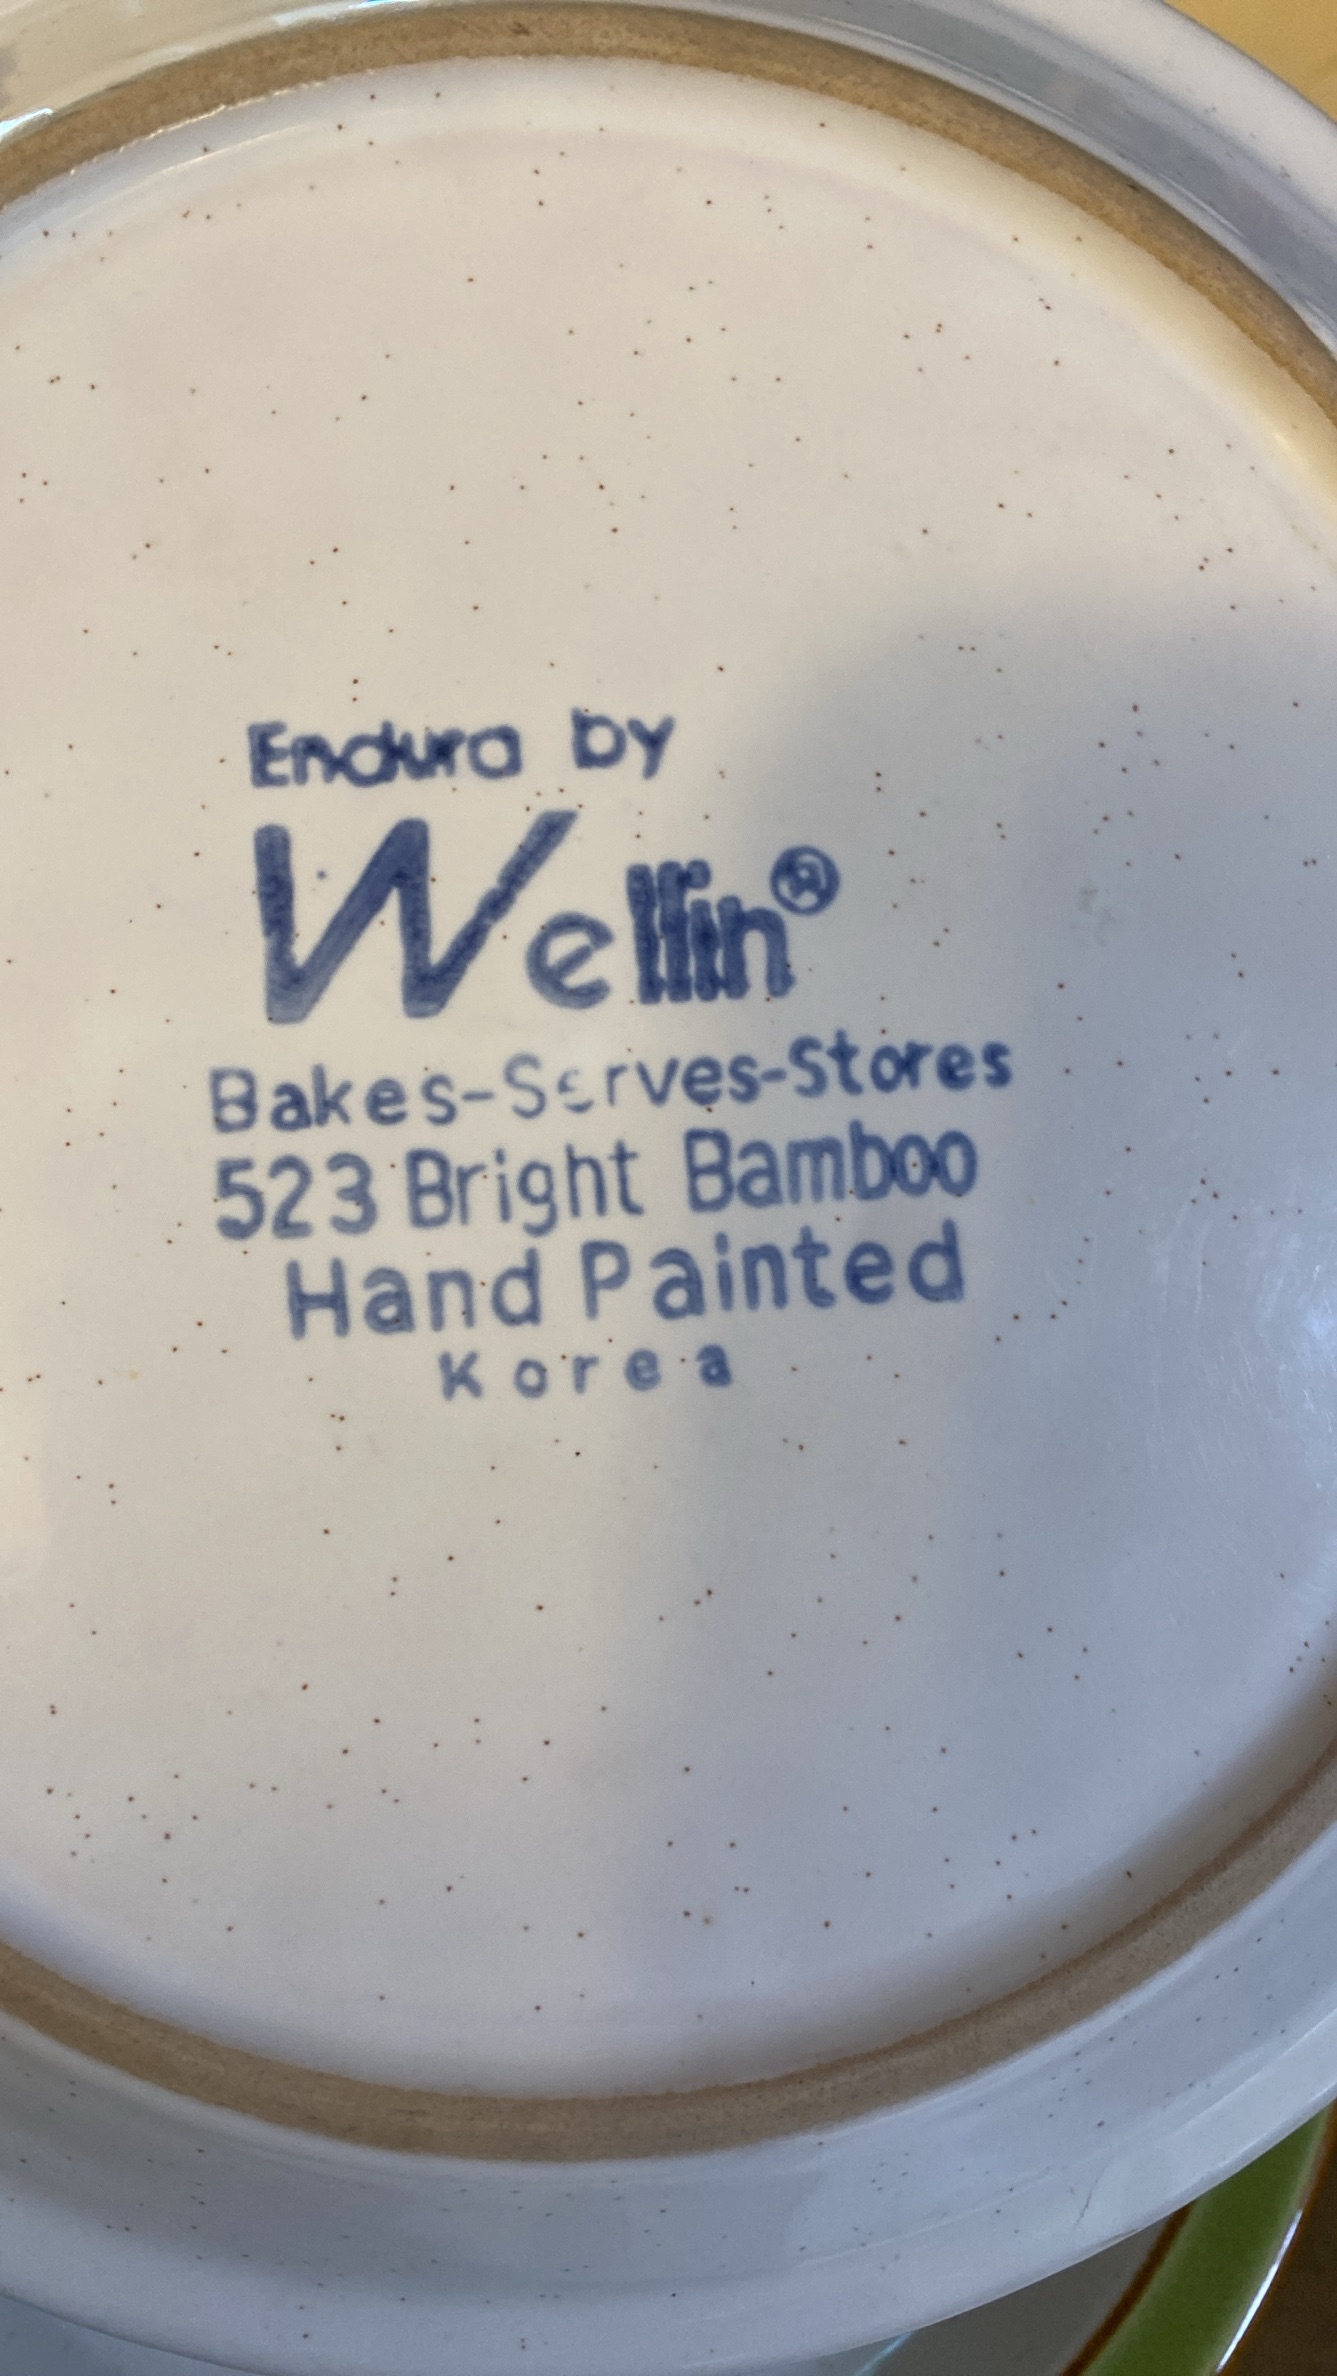 Endura by
Wellin®
Bakes-Serves-Stores
523 Bright Bamboo
Hand Painted
Korea